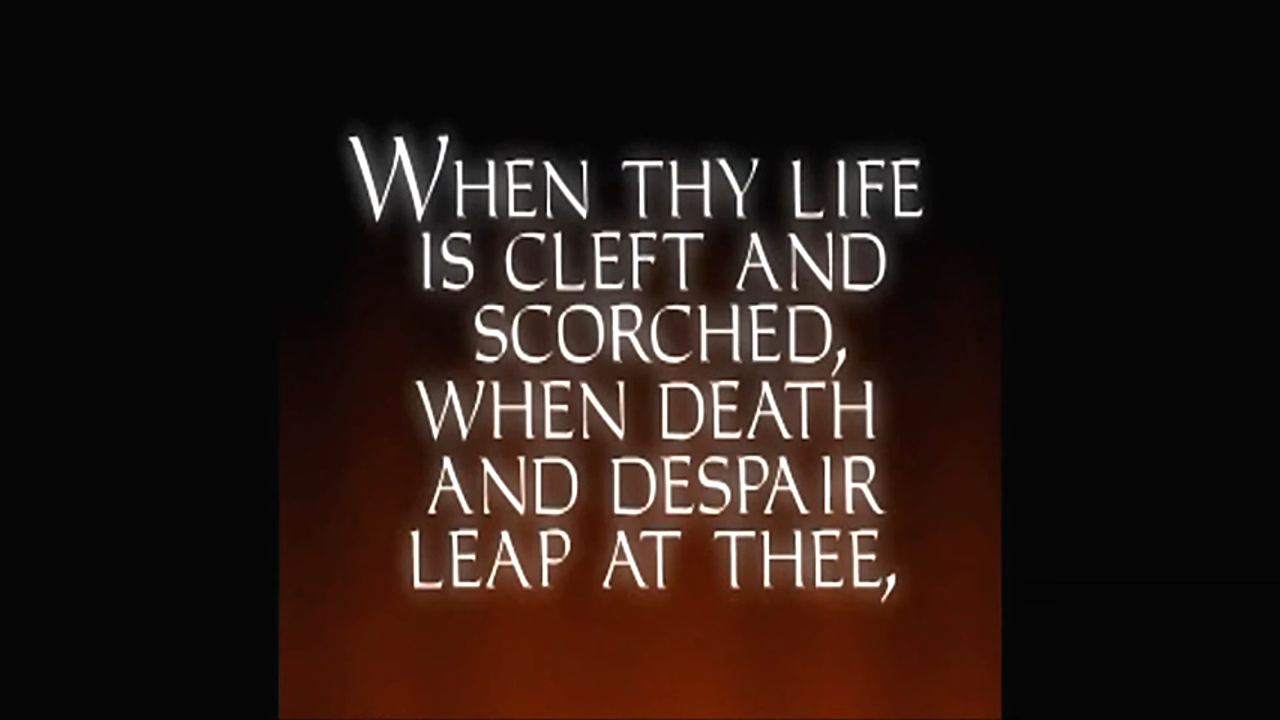 WHEN THY LIFE
IS CLEFT AND
SCORCHED,
WHEN DEATH
AND DESPAIR
LEAP AT THEE,